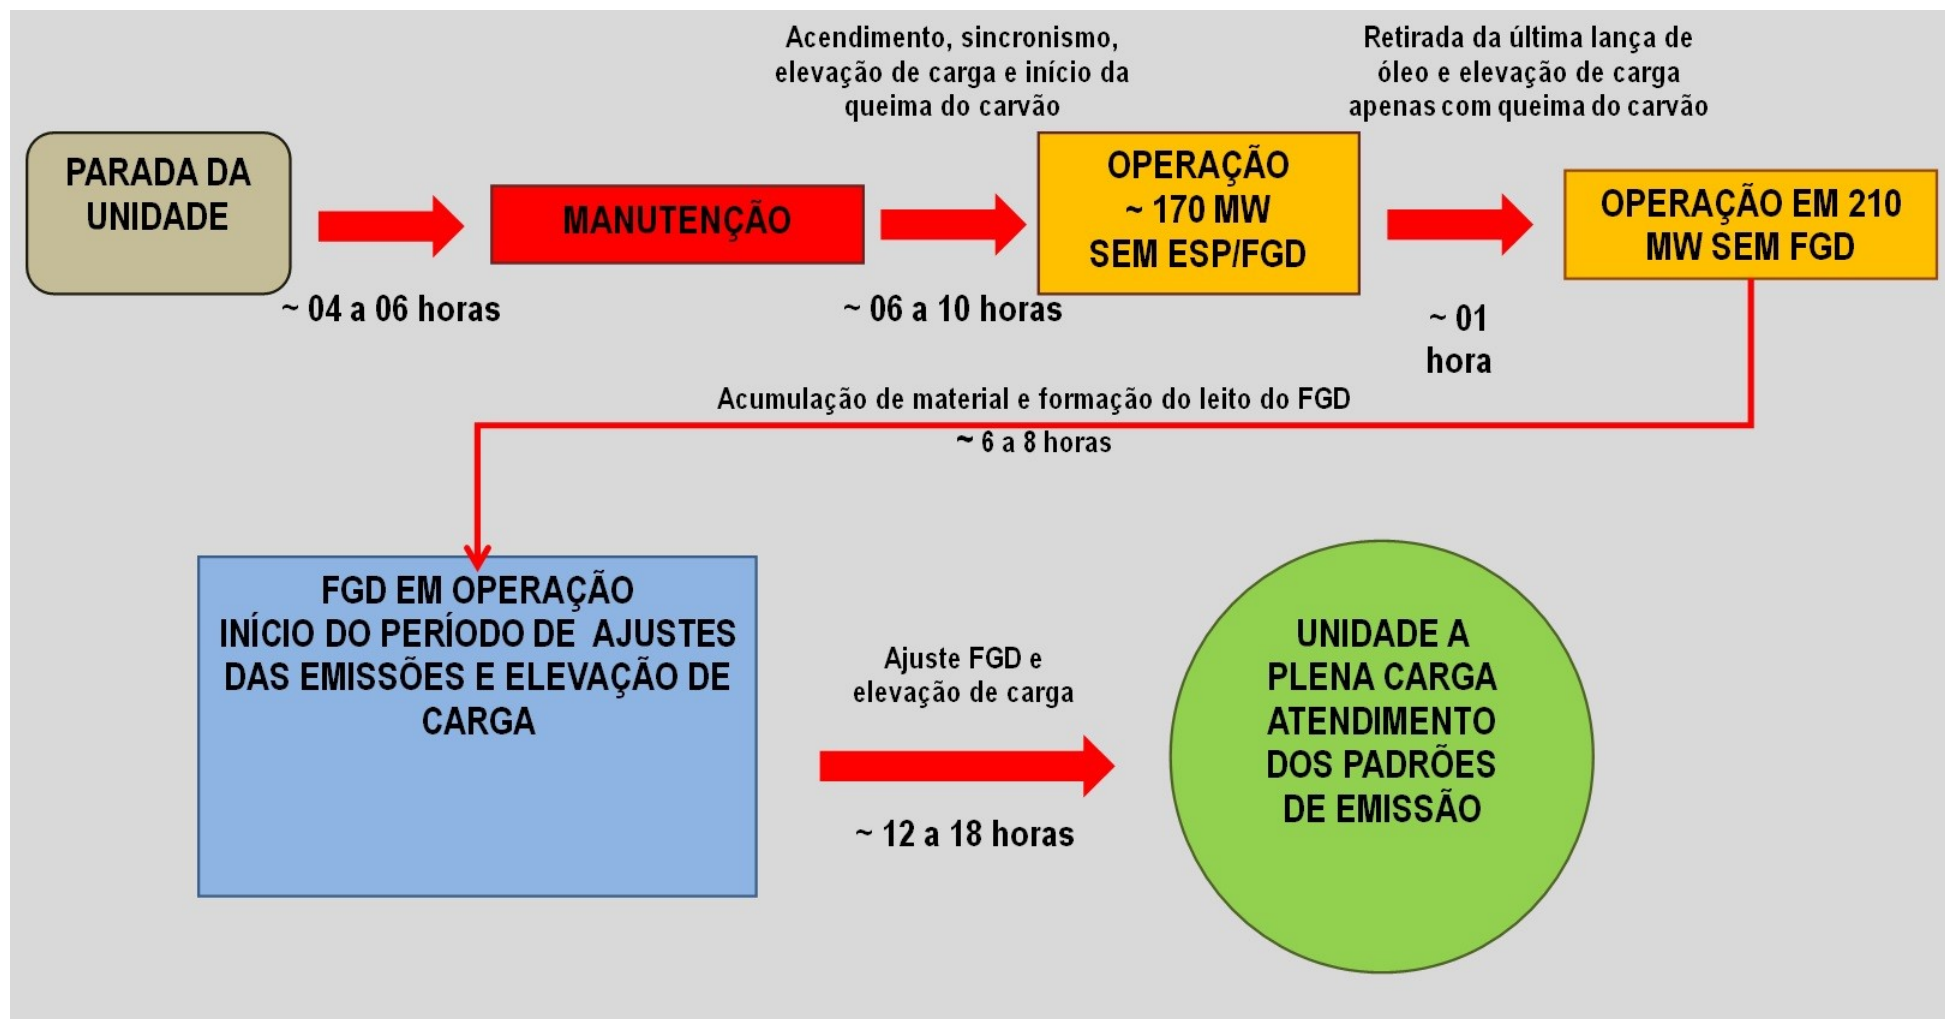 PARADA DA
UNIDADE
~ 04 a 06 horas
MANUTENÇÃO
Acendimento, sincronismo,
elevação de carga e início da
queima do carvão
~ 06 a 10 horas
OPERAÇÃO
~ 170 MW
SEM ESP/FGD
Retirada da última lança de
óleo e elevação de carga
apenas com queima do carvão
~ 01
hora
OPERAÇÃO EM 210
MW SEM FGD
Acumulação de material e formação do leito do FGD
~ 6 a 8 horas
FGD EM OPERAÇÃO
INÍCIO DO PERÍODO DE AJUSTES
DAS EMISSÕES E ELEVAÇÃO DE
CARGA
Ajuste FGD e
elevação de carga
~ 12 a 18 horas
UNIDADE A
PLENA CARGA
ATENDIMENTO
DOS PADRÕES
DE EMISSÃO